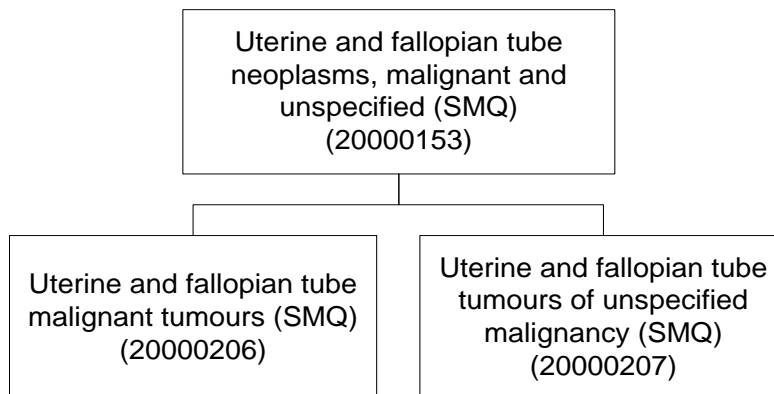 Uterine and fallopian tube
neoplasms, malignant and
unspecified (SMQ)
(20000153)
Uterine and fallopian tube
malignant tumours (SMQ)
(20000206)
Uterine and fallopian tube
tumours of unspecified
malignancy (SMQ)
(20000207)